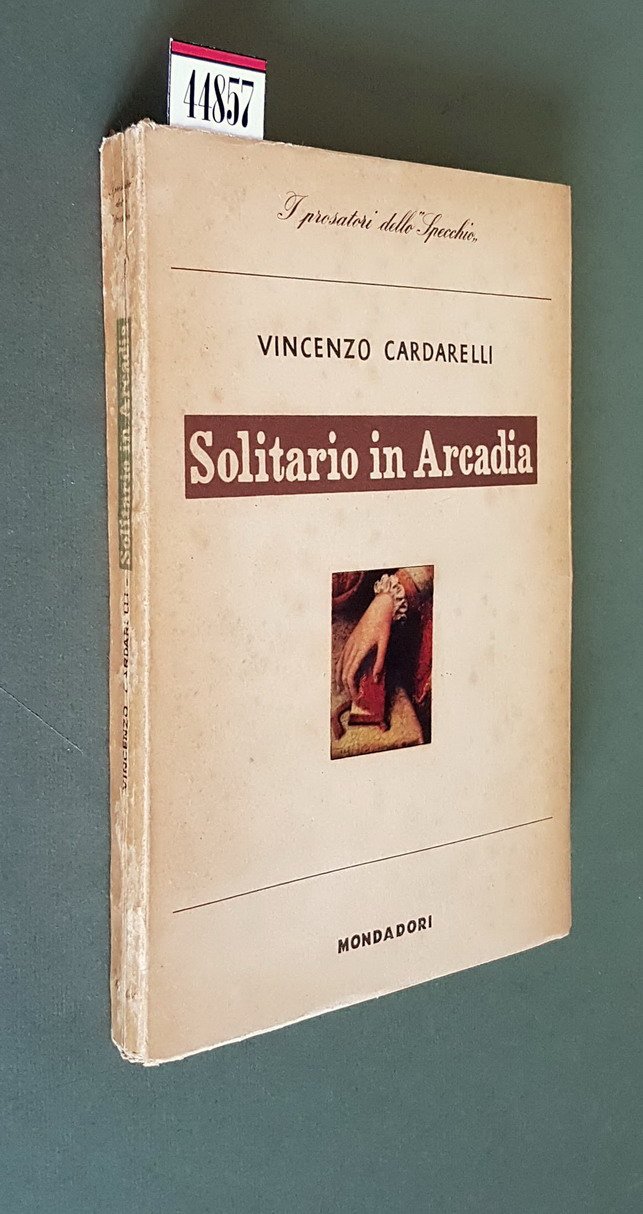 44857
I prosatori dello "Specchio„
VINCENZO CARDARELLI
Solitario in Arcadia
MONDADORI
VINCENZO CARDARELLI - Solitario in Arcadia